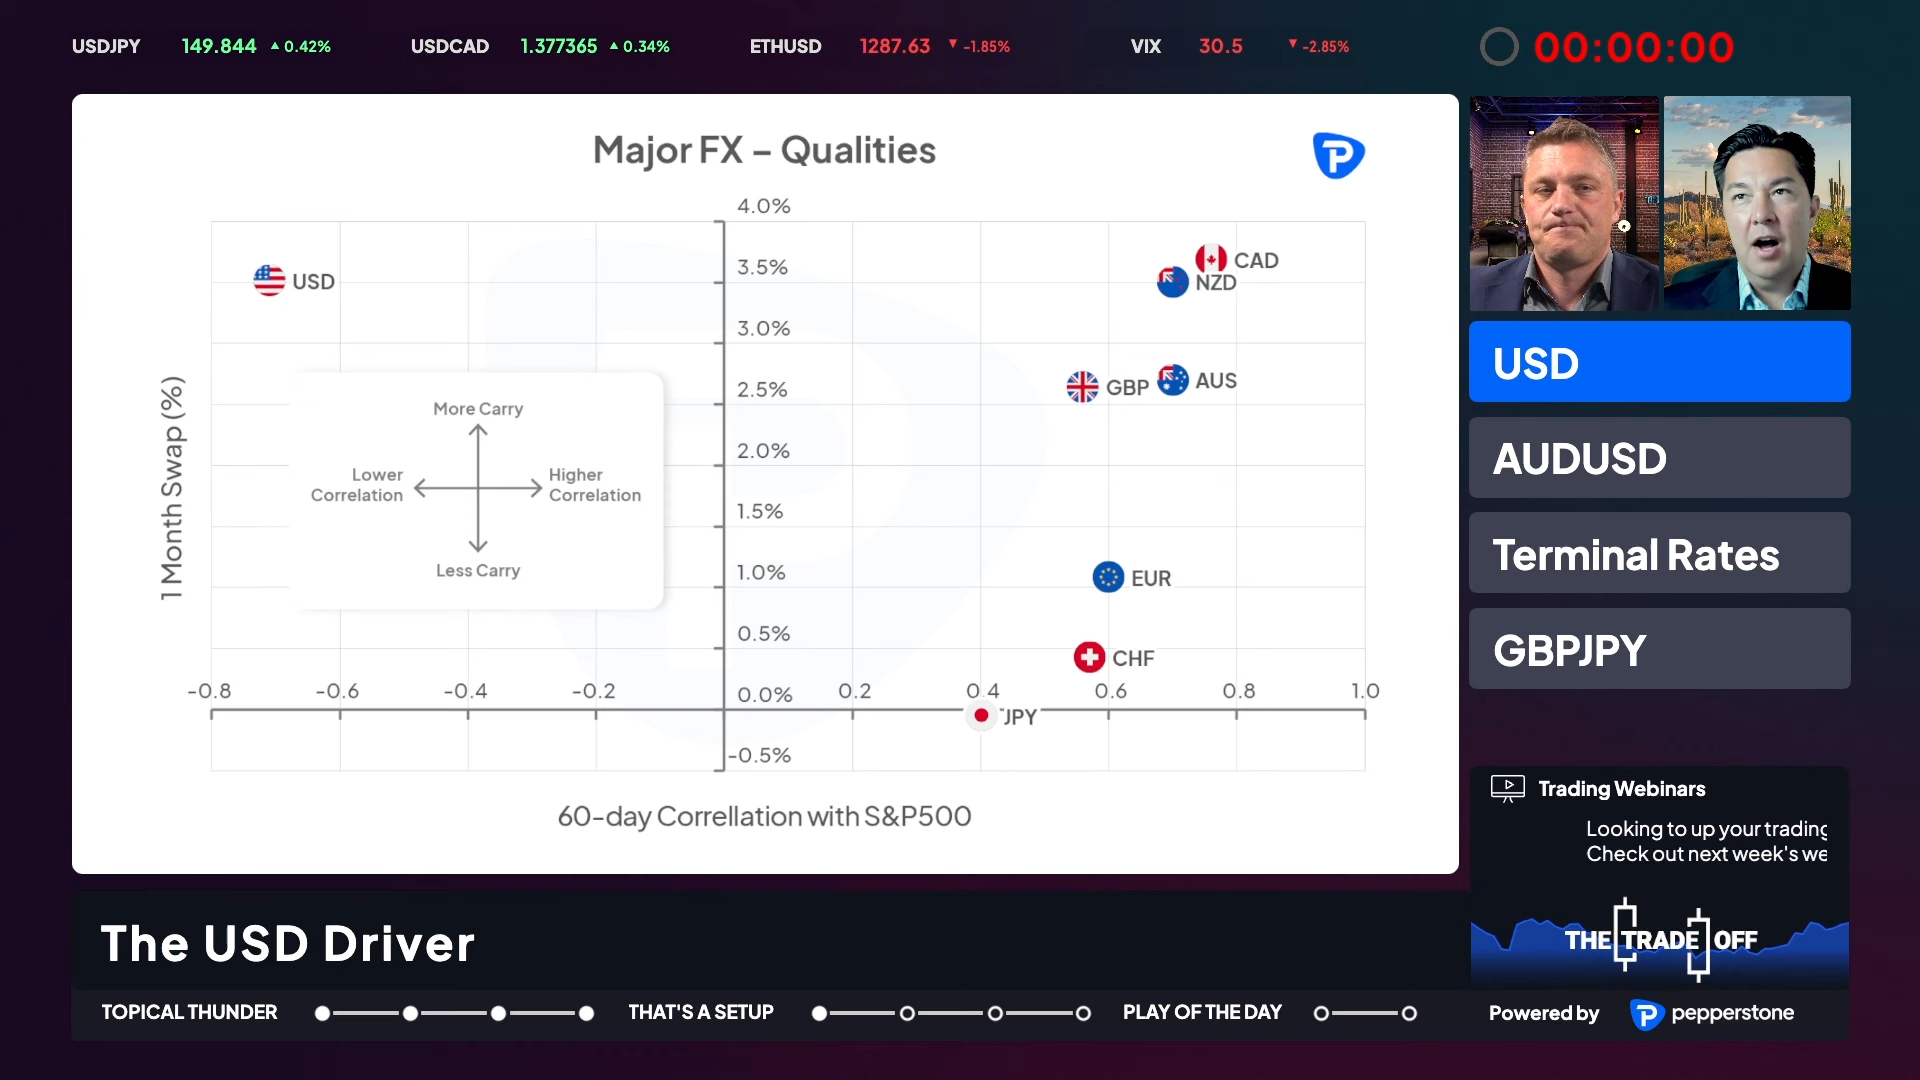 USDJPY 149.844 ▲ 0.42% USDCAD 1.377365 ▲ 0.34% ETHUSD 1287.63 ▼ -1.85% VIX 30.5 ▼ -2.85% 00:00:00
Major FX – Qualities
1 Month Swap (%)
4.0%
3.5%
3.0%
2.5%
2.0%
1.5%
1.0%
0.5%
0.0%
-0.5%
-0.8 -0.6 -0.4 -0.2 0.2 0.4 0.6 0.8 1.0
USD
CAD
NZD
GBP
AUS
EUR
CHF
JPY
More Carry
Lower
Correlation
Higher
Correlation
Less Carry
60-day Correllation with S&P500
USD
AUDUSD
Terminal Rates
GBPJPY
Trading Webinars
Looking to up your trading
Check out next week's we
THE TRADE OFF
The USD Driver
TOPICAL THUNDER THAT'S A SETUP PLAY OF THE DAY
Powered by pepperstone